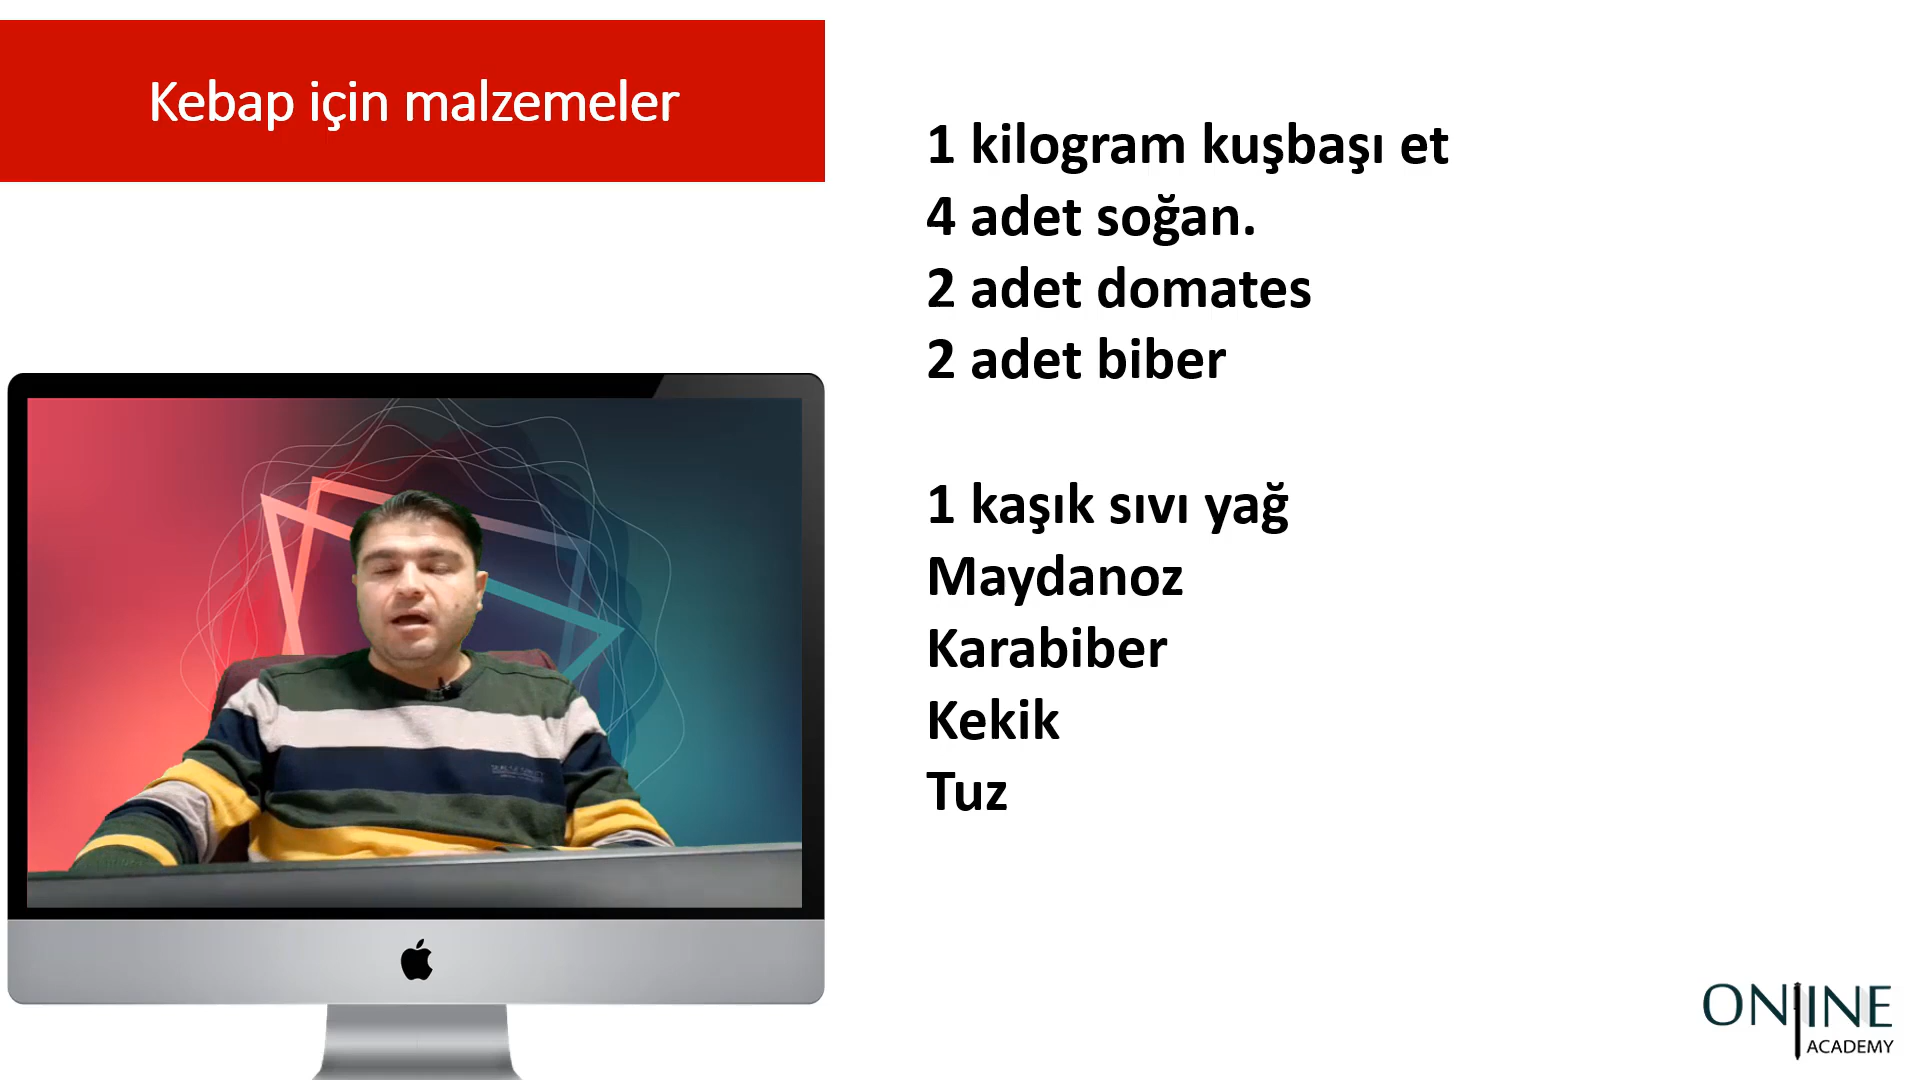 Kebap için malzemeler
1 kilogram kuşbaşı et
4 adet soğan.
2 adet domates
2 adet biber
1 kaşık sıvı yağ
Maydanoz
Karabiber
Kekik
Tuz
ONLINE
ACADEMY